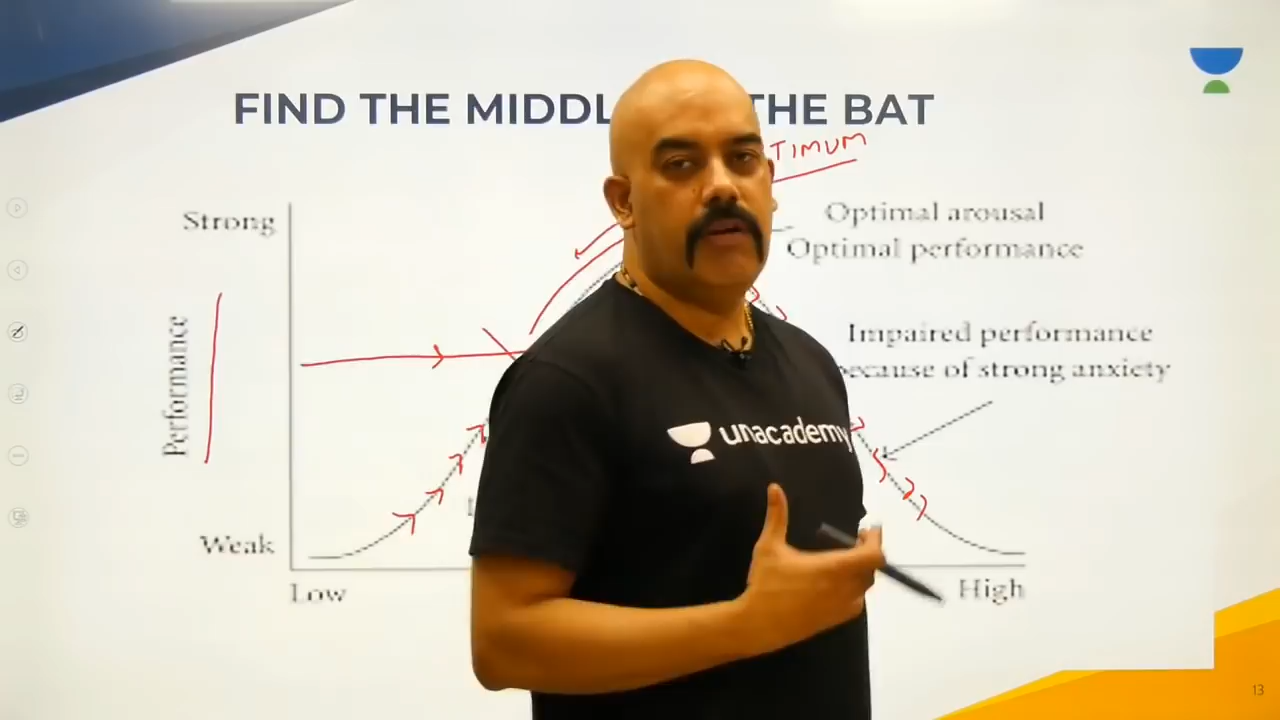 FIND THE MIDDL THE BAT
TIMUM
Strong
Optimal arousal
Optimal performance
Impaired performance
ecause of strong anxiety
Performance
unacademy
Weak
Low
High
13